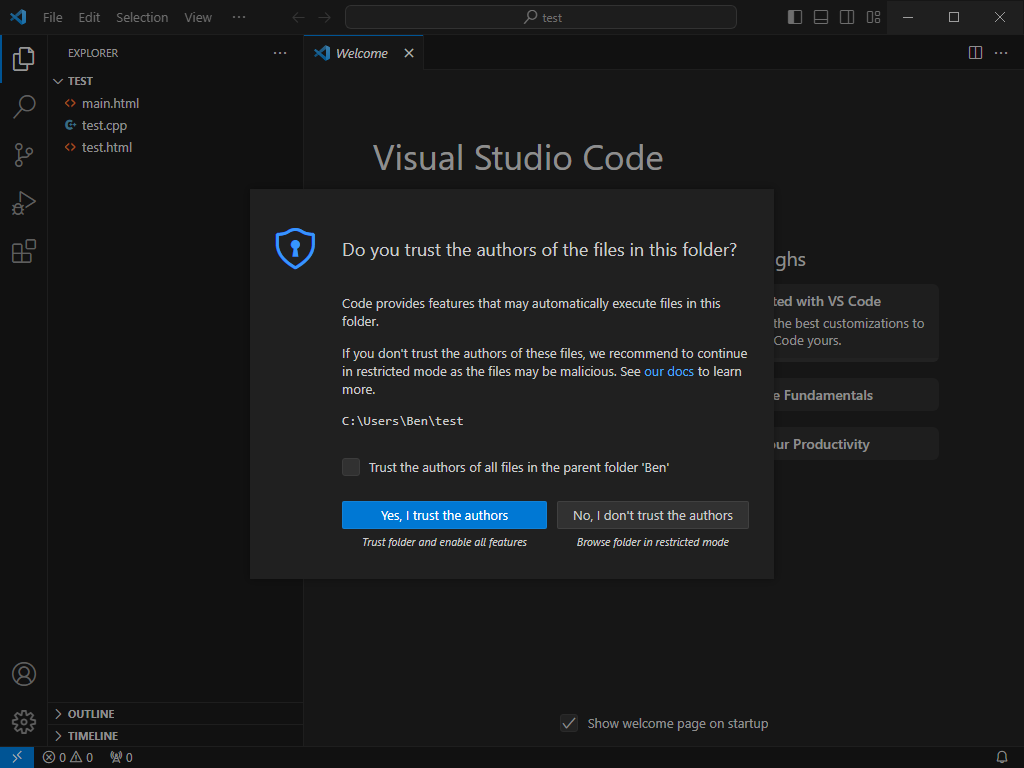 File Edit Selection View ···
test
EXPLORER ···
Welcome
TEST
main.html
test.cpp
test.html
Visual Studio Code
ghs
ted with VS Code
the best customizations to
Code yours.
e Fundamentals
ur Productivity
Do you trust the authors of the files in this folder?
Code provides features that may automatically execute files in this
folder.
If you don't trust the authors of these files, we recommend to continue
in restricted mode as the files may be malicious. See our docs to learn
more.
C:\Users\Ben\test
Trust the authors of all files in the parent folder 'Ben'
Yes, I trust the authors
No, I don't trust the authors
Trust folder and enable all features
Browse folder in restricted mode
OUTLINE
TIMELINE
Show welcome page on startup
0 0 0